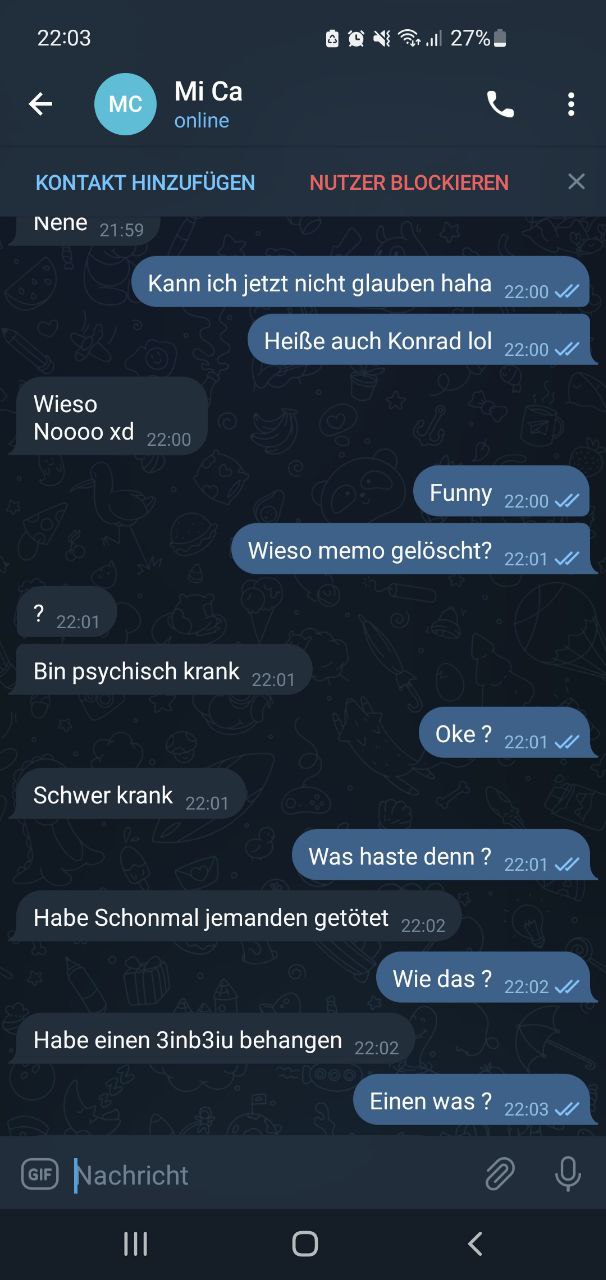 22:03
27%
MC
Mi Ca
online
KONTAKT HINZUFÜGEN
NUTZER BLOCKIEREN
Nene 21:59
Kann ich jetzt nicht glauben haha 22:00
Heiße auch Konrad lol 22:00
Wieso
Noooo xd 22:00
Funny 22:00
Wieso memo gelöscht? 22:01
? 22:01
Bin psychisch krank 22:01
Oke ? 22:01
Schwer krank 22:01
Was haste denn ? 22:01
Habe Schonmal jemanden getötet 22:02
Wie das ? 22:02
Habe einen 3inb3iu behangen 22:02
Einen was ? 22:03
GIF
Nachricht